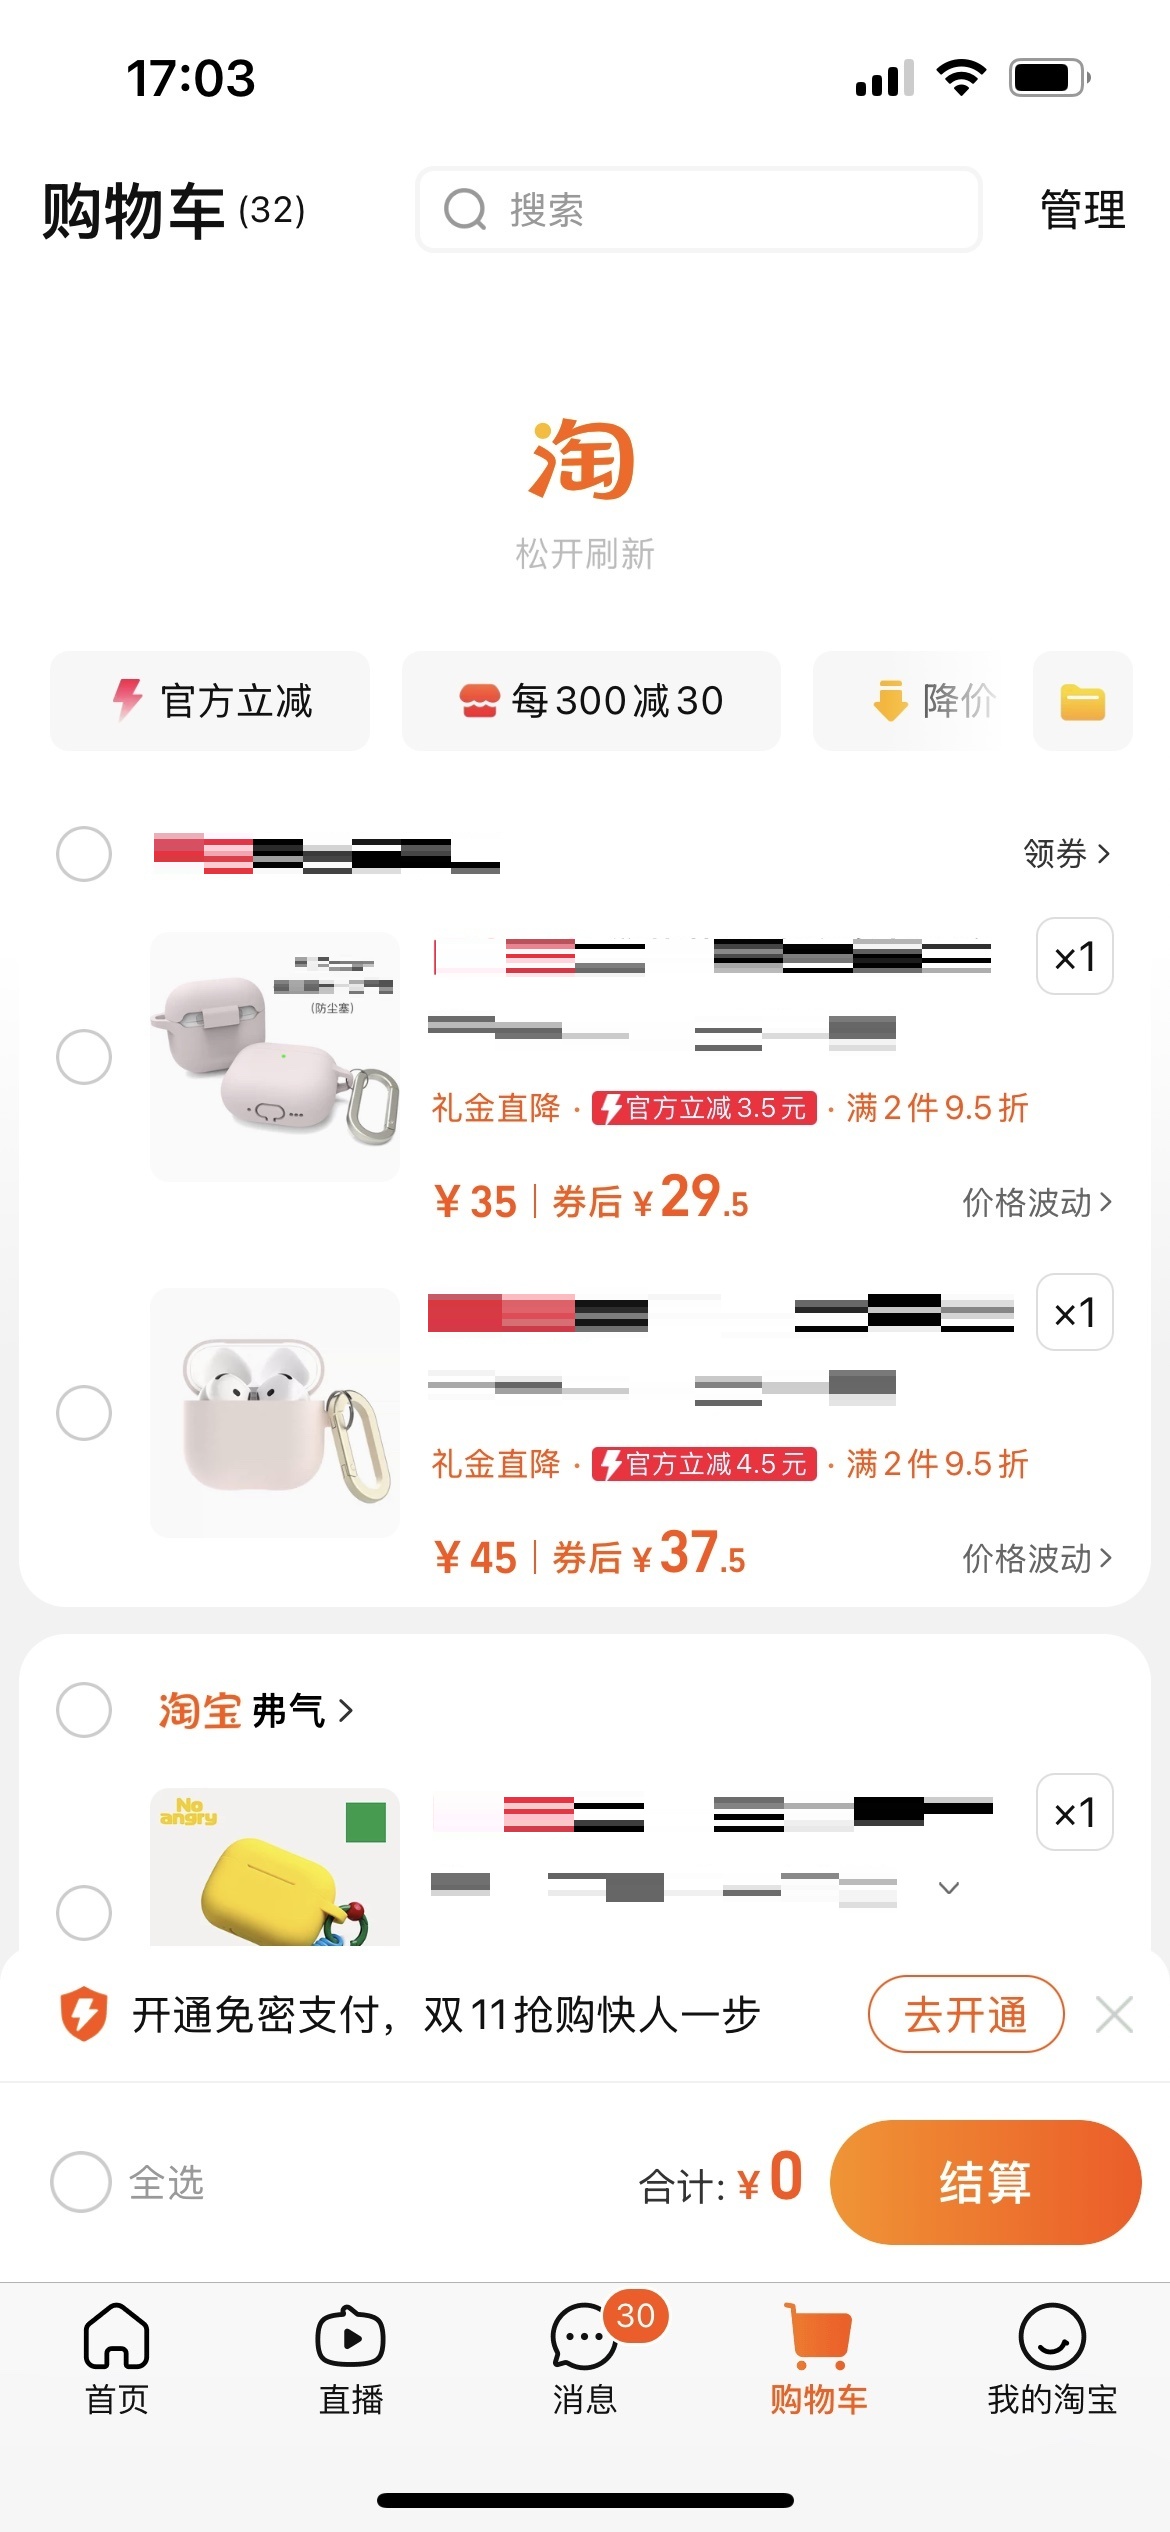 17:03
购物车 (32)
搜索
管理
淘
松开刷新
官方立减
每300减30
降价
领券
(防尘塞)
×1
礼金直降 · 官方立减3.5元 · 满2件9.5折
¥35 券后 ¥29.5
价格波动
×1
礼金直降 · 官方立减4.5元 · 满2件9.5折
¥45 券后 ¥37.5
价格波动
淘宝 弗气
No
angry
×1
开通免密支付，双11抢购快人一步
去开通
全选
合计: ¥0
结算
30
首页
直播
消息
购物车
我的淘宝